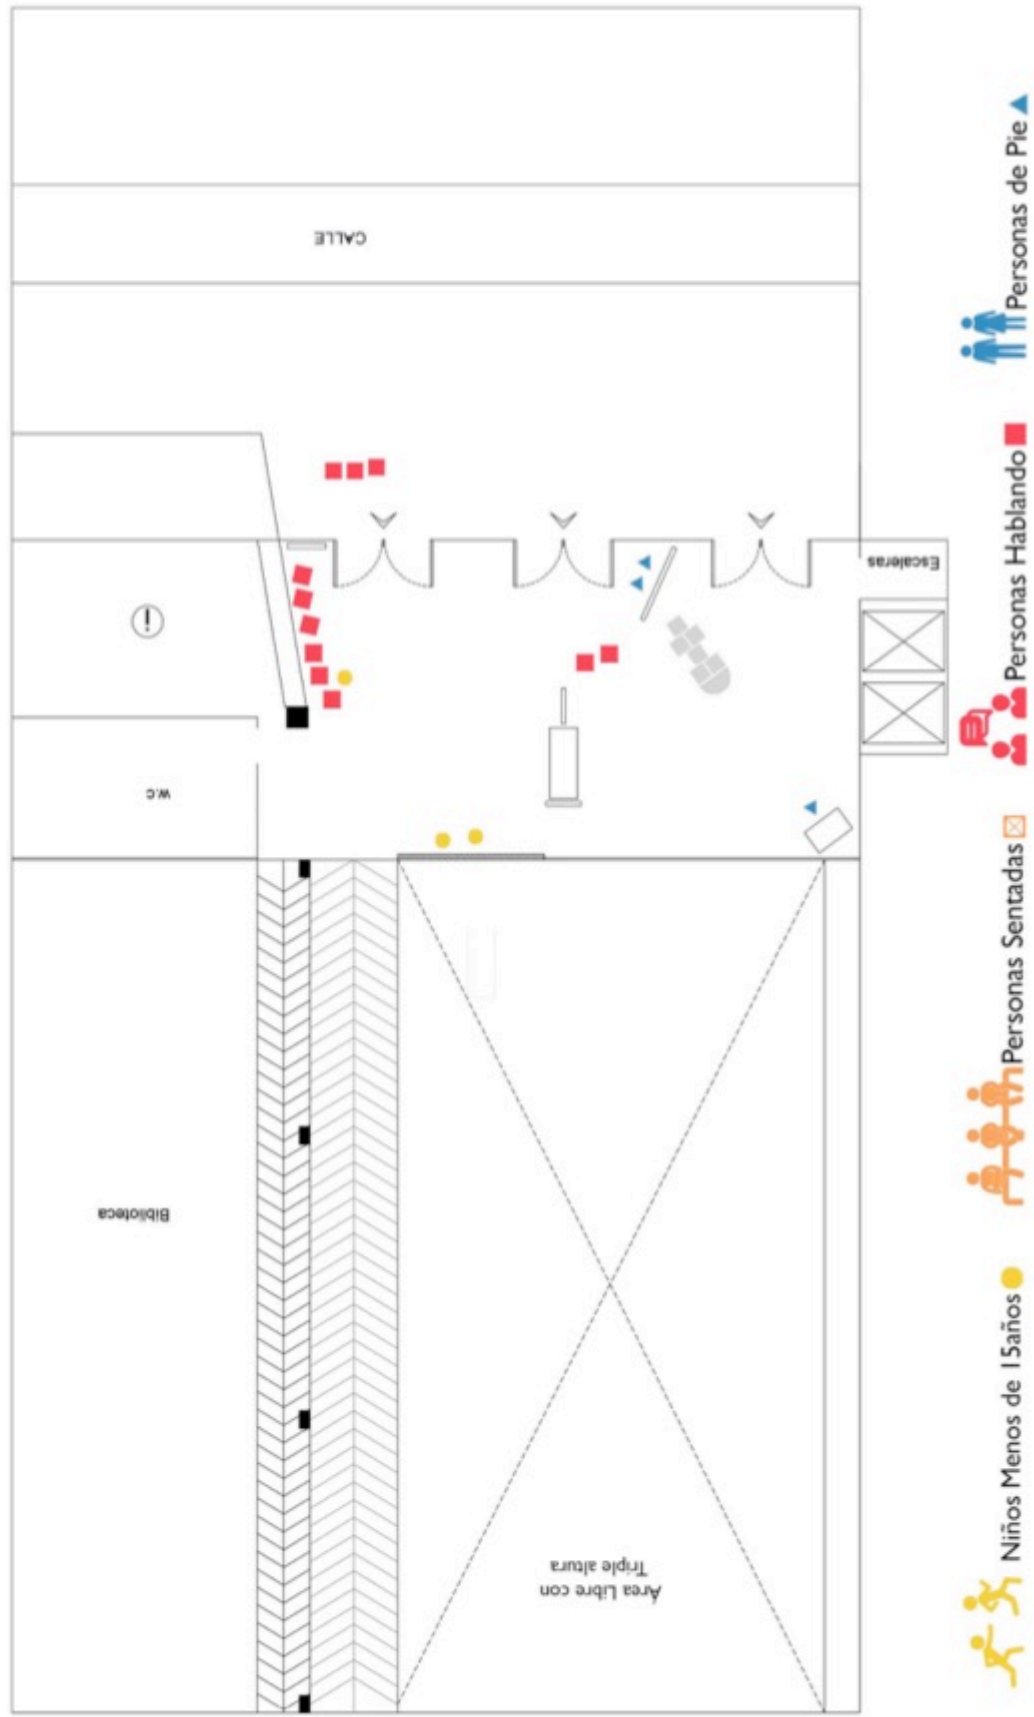 CALLE
Escaleras
i
W.C
Biblioteca
Área Libre con
Triple altura
Niños Menos de 15años
Personas Sentadas
Personas Hablando
Personas de Pie